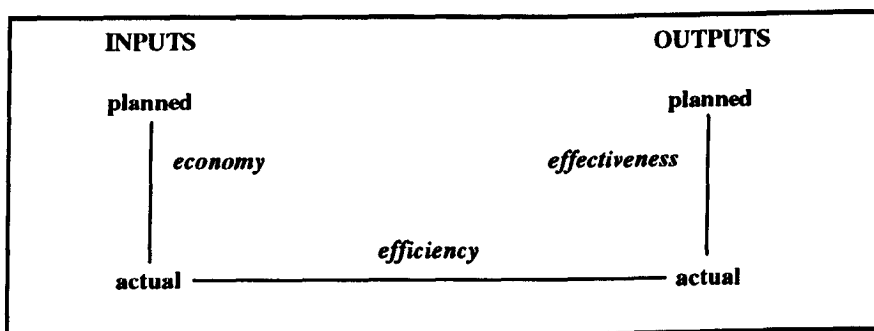 INPUTS OUTPUTS
planned planned
economy effectiveness
efficiency
actual actual